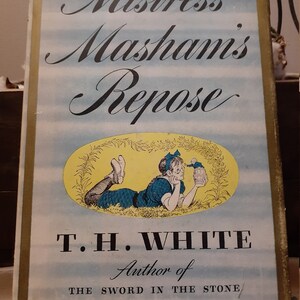 Mistress
Masham's
Repose
T. H. WHITE
Author of
THE SWORD IN THE STONE